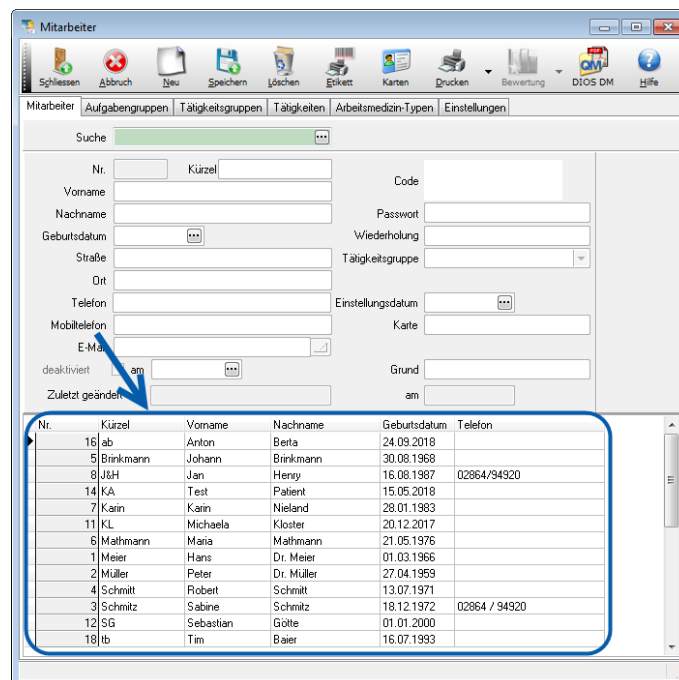 Mitarbeiter
Schliessen Abbruch Neu Speichern Löschen Etikett Karten Drucken Bewertung DIOS DM Hilfe
Mitarbeiter Aufgabengruppen Tätigkeitsgruppen Tätigkeiten Arbeitsmedizin-Typen Einstellungen
Suche
Nr. Kürzel Code
Vorname
Nachname Passwort
Geburtsdatum Wiederholung
Straße Tätigkeitsgruppe
Ort
Telefon Einstellungsdatum
Mobiltelefon Karte
E-Mail
deaktiviert am Grund
Zuletzt geändert am
Nr. Kürzel Vorname Nachname Geburtsdatum Telefon
16 ab Anton Berta 24.09.2018
5 Brinkmann Johann Brinkmann 30.08.1968
8 J&H Jan Henry 16.08.1987 02864/94920
14 KA Test Patient 15.05.2018
7 Karin Karin Nieland 28.01.1983
11 KL Michaela Kloster 20.12.2017
6 Mathmann Maria Mathmann 21.05.1976
1 Meier Hans Dr. Meier 01.03.1966
2 Müller Peter Dr. Müller 27.04.1959
4 Schmitt Robert Schmitt 13.07.1971
3 Schmitz Sabine Schmitz 18.12.1972 02864 / 94920
12 SG Sebastian Götte 01.01.2000
18 tb Tim Baier 16.07.1993